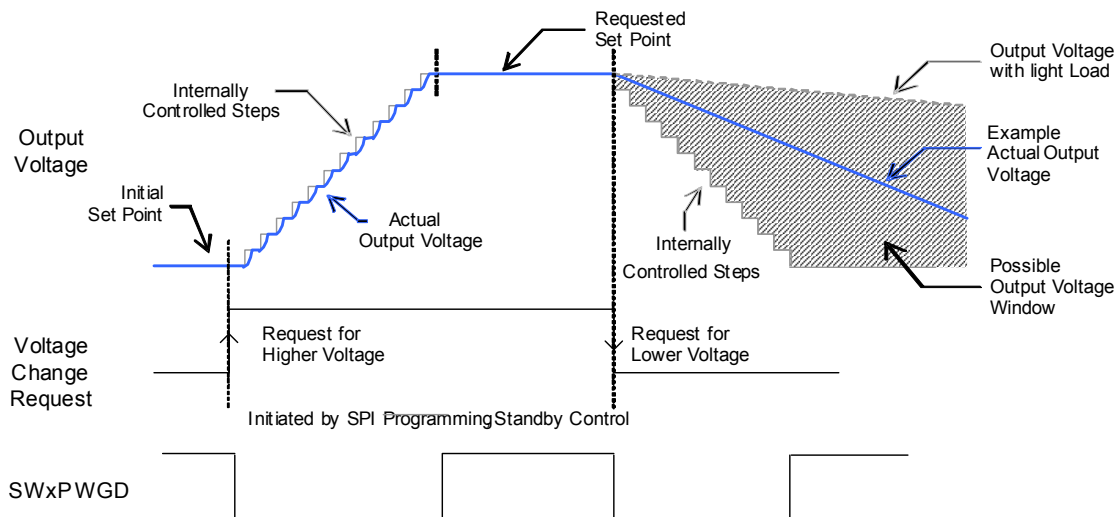 Requested
Set Point
Output Voltage
with light Load
Internally
Controlled Steps
Output
Voltage
Example
Actual Output
Voltage
Initial
Set Point
Actual
Output Voltage
Internally
Controlled Steps
Possible
Output Voltage
Window
Voltage
Change
Request
Request for
Higher Voltage
Request for
Lower Voltage
Initiated by SPI Programming, Standby Control
SWxPWGD